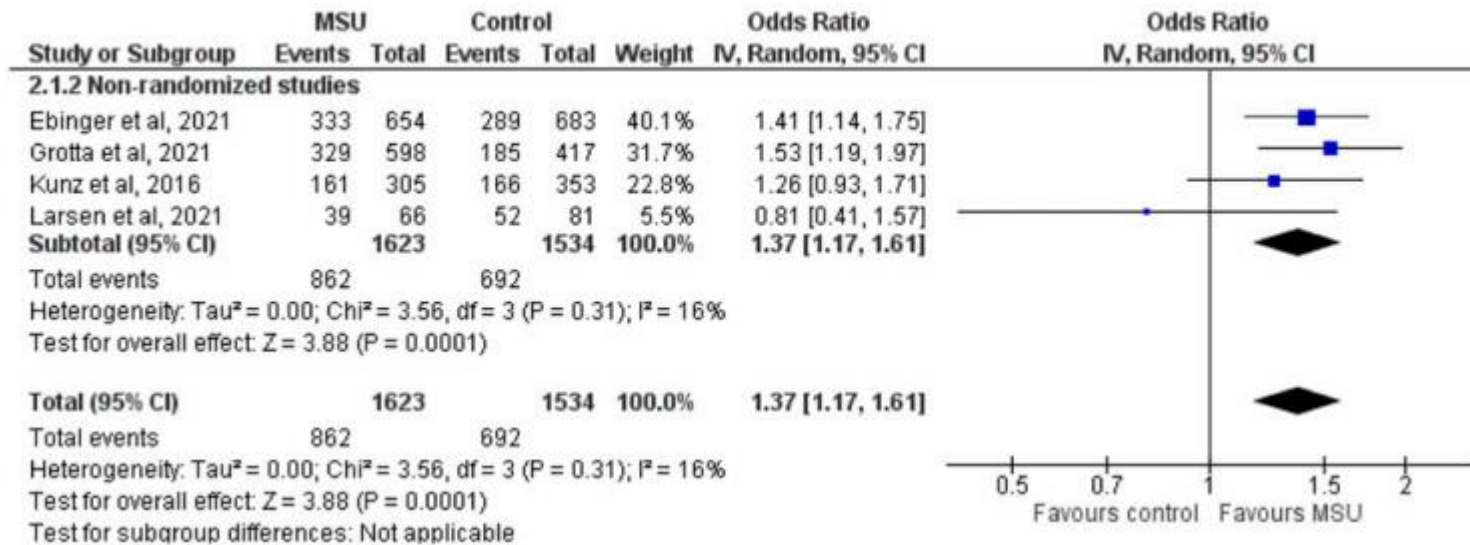 MSU Control Odds Ratio Odds Ratio
Study or Subgroup Events Total Events Total Weight IV, Random, 95% CI IV, Random, 95% CI
2.1.2 Non-randomized studies
Ebinger et al, 2021 333 654 289 683 40.1% 1.41 [1.14, 1.75]
Grotta et al, 2021 329 598 185 417 31.7% 1.53 [1.19, 1.97]
Kunz et al, 2016 161 305 166 353 22.8% 1.26 [0.93, 1.71]
Larsen et al, 2021 39 66 52 81 5.5% 0.81 [0.41, 1.57]
Subtotal (95% CI) 1623 1534 100.0% 1.37 [1.17, 1.61]
Total events 862 692
Heterogeneity: Tau² = 0.00; Chi² = 3.56, df = 3 (P = 0.31); I² = 16%
Test for overall effect: Z = 3.88 (P = 0.0001)
Total (95% CI) 1623 1534 100.0% 1.37 [1.17, 1.61]
Total events 862 692
Heterogeneity: Tau² = 0.00; Chi² = 3.56, df = 3 (P = 0.31); I² = 16%
Test for overall effect: Z = 3.88 (P = 0.0001)
Test for subgroup differences: Not applicable
0.5 0.7 1 1.5 2
Favours control Favours MSU